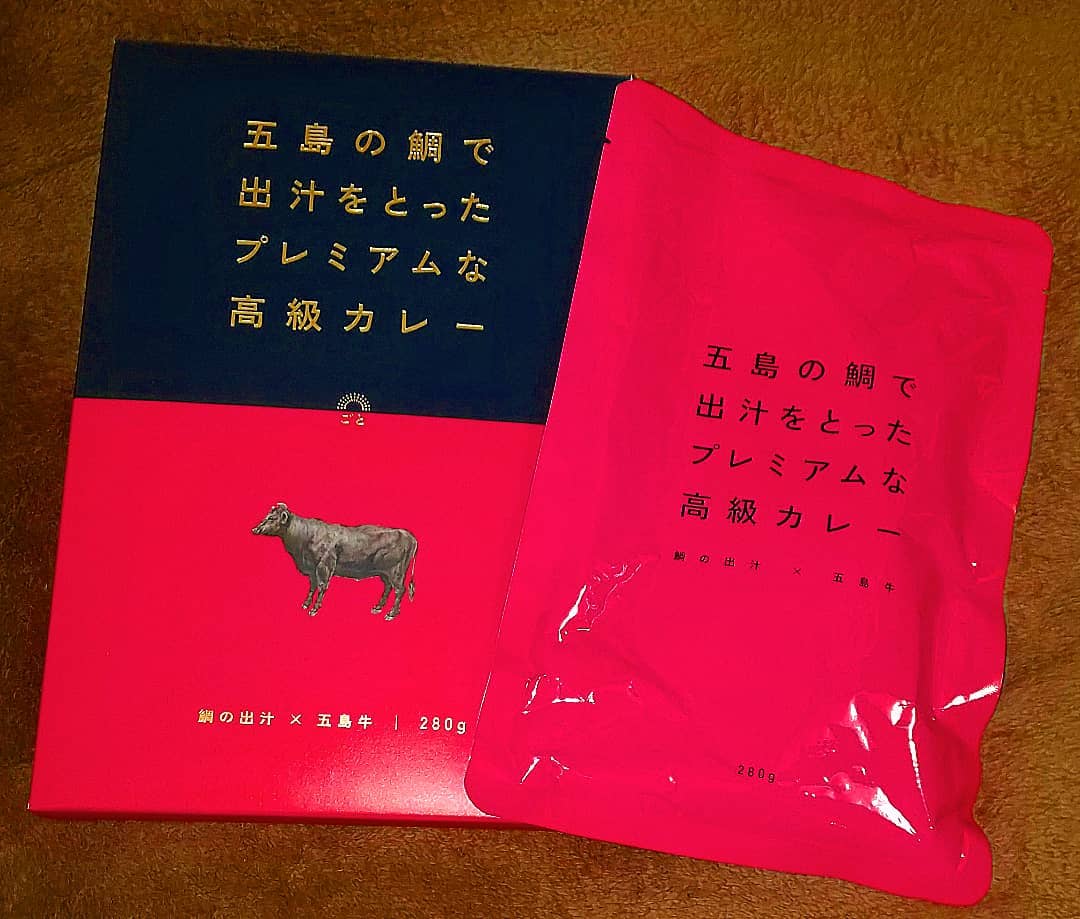 五島の鯛で
出汁をとった
プレミアムな
高級カレー
ごと
鯛の出汁 × 五島牛 | 280g
五島の鯛で
出汁をとった
プレミアムな
高級カレー
鯛の出汁 × 五島牛
280g